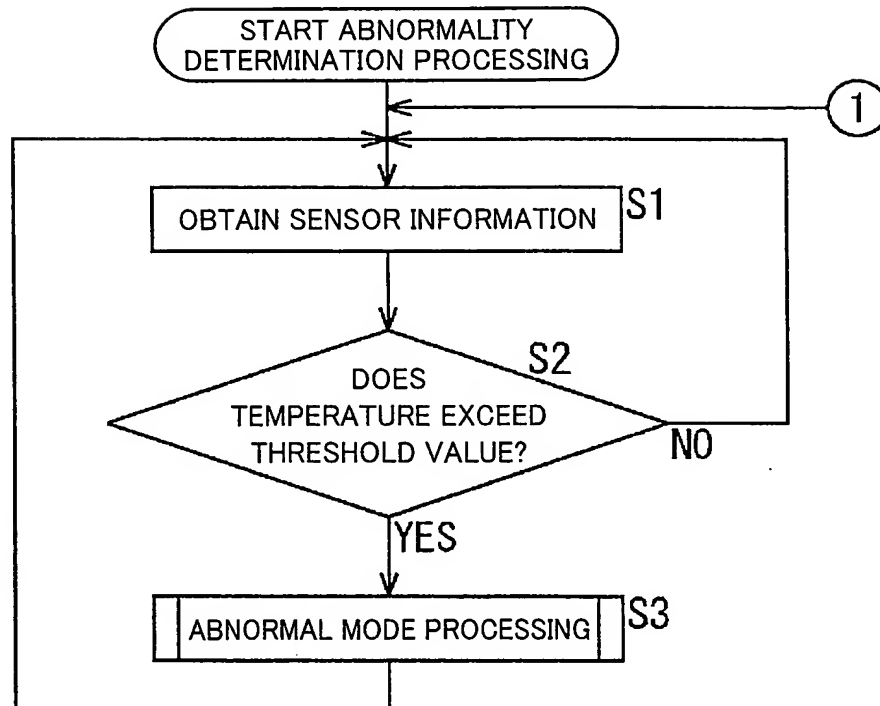 START ABNORMALITY
DETERMINATION PROCESSING
1
OBTAIN SENSOR INFORMATION
S1
S2
DOES
TEMPERATURE EXCEED
THRESHOLD VALUE?
NO
YES
ABNORMAL MODE PROCESSING
S3